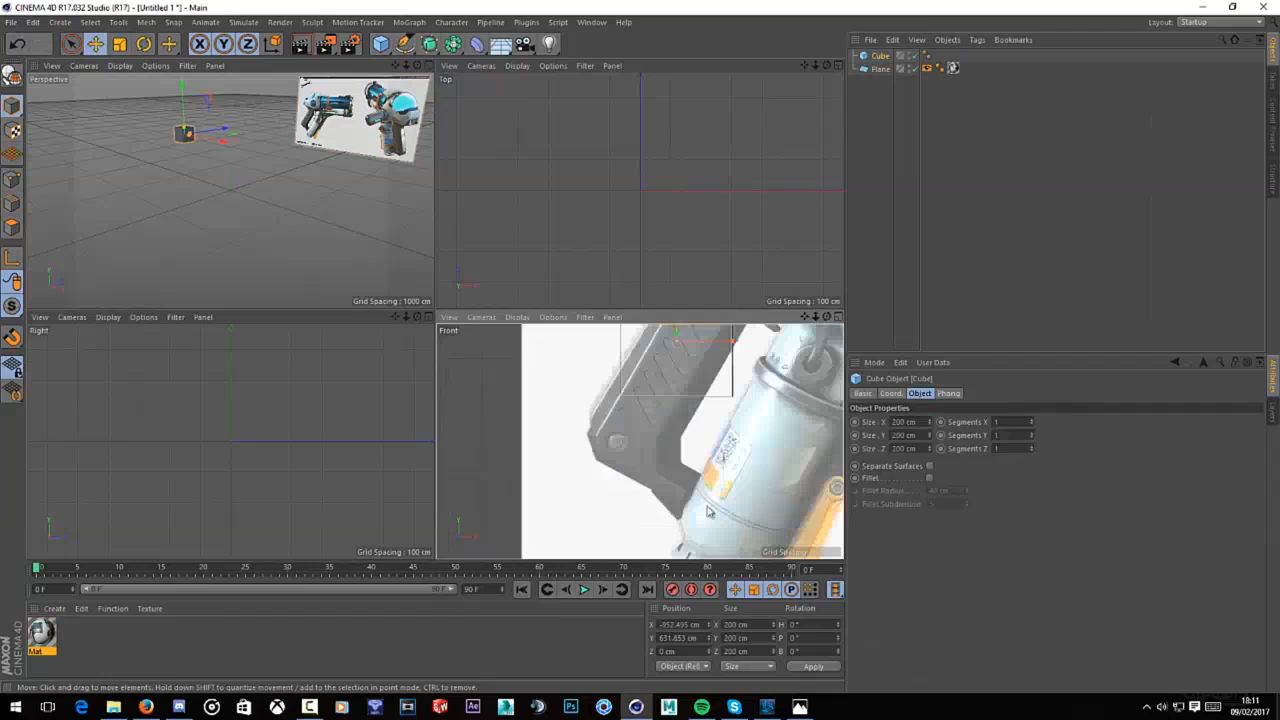 CINEMA 4D R17.032 Studio (R17) - [Untitled 1 *] - Main
File Edit Create Select Tools Mesh Snap Animate Simulate Render Sculpt Motion Tracker MoGraph Character Pipeline Plugins Script Window Help Layout: Startup
File Edit View Objects Tags Bookmarks
View Cameras Display Options Filter Panel
View Cameras Display Options Filter Panel
Perspective
Top
Cube
Plane
Grid Spacing : 1000 cm
Grid Spacing : 100 cm
View Cameras Display Options Filter Panel
View Cameras Display Options Filter Panel
Right
Front
Grid Spacing : 100 cm
Grid Spacing
Mode Edit User Data
Cube Object [Cube]
Basic Coord. Object Phong
Object Properties
Size . X 200 cm Segments X 1
Size . Y 200 cm Segments Y 1
Size . Z 200 cm Segments Z 1
Separate Surfaces
Fillet
Fillet Radius 40 cm
Fillet Subdivision 5
0 5 10 15 20 25 30 35 40 45 50 55 60 65 70 75 80 85 90 0 F
0 F 0 F 90 F 90 F
Create Edit Function Texture
Mat
Position Size Rotation
X -952.495 cm X 200 cm H 0 °
Y 631.853 cm Y 200 cm P 0 °
Z 0 cm Z 200 cm B 0 °
Object (Rel) Size Apply
MAXON CINEMA 4D
Move: Click and drag to move elements. Hold down SHIFT to quantize movement / add to the selection in point mode, CTRL to remove.
18:11
09/02/2017